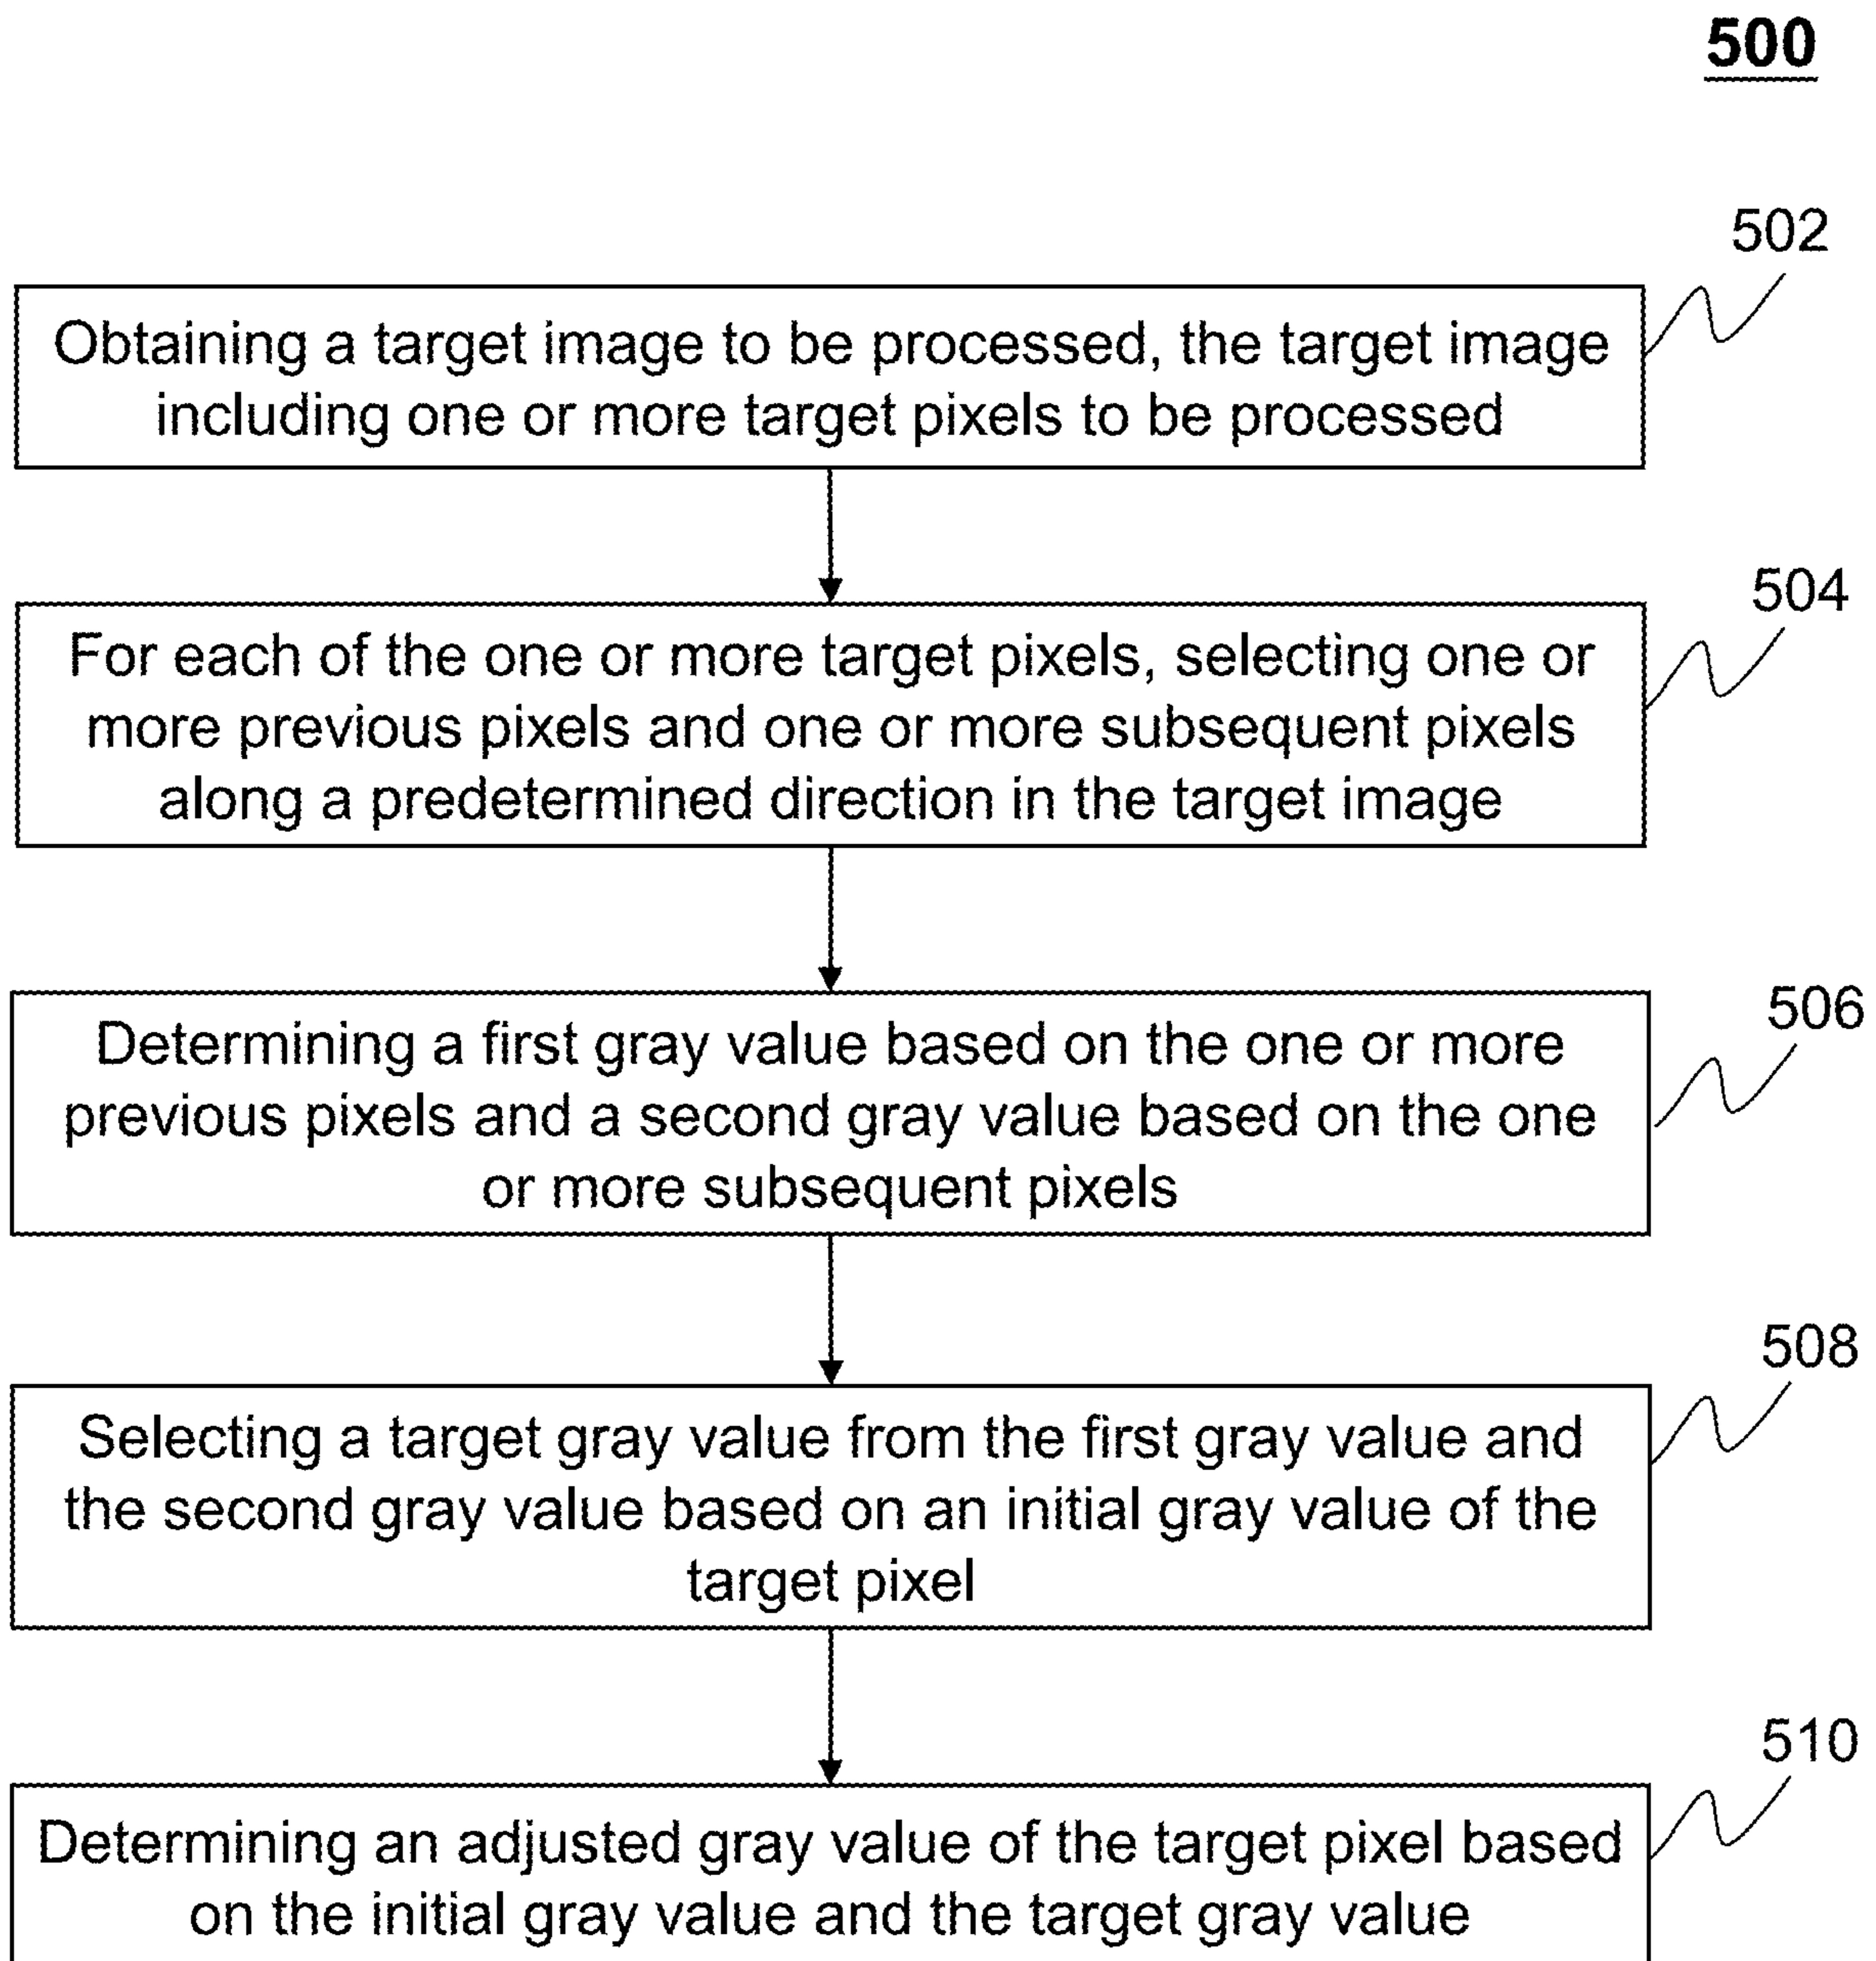 500
502
Obtaining a target image to be processed, the target image
including one or more target pixels to be processed
504
For each of the one or more target pixels, selecting one or
more previous pixels and one or more subsequent pixels
along a predetermined direction in the target image
506
Determining a first gray value based on the one or more
previous pixels and a second gray value based on the one
or more subsequent pixels
508
Selecting a target gray value from the first gray value and
the second gray value based on an initial gray value of the
target pixel
510
Determining an adjusted gray value of the target pixel based
on the initial gray value and the target gray value